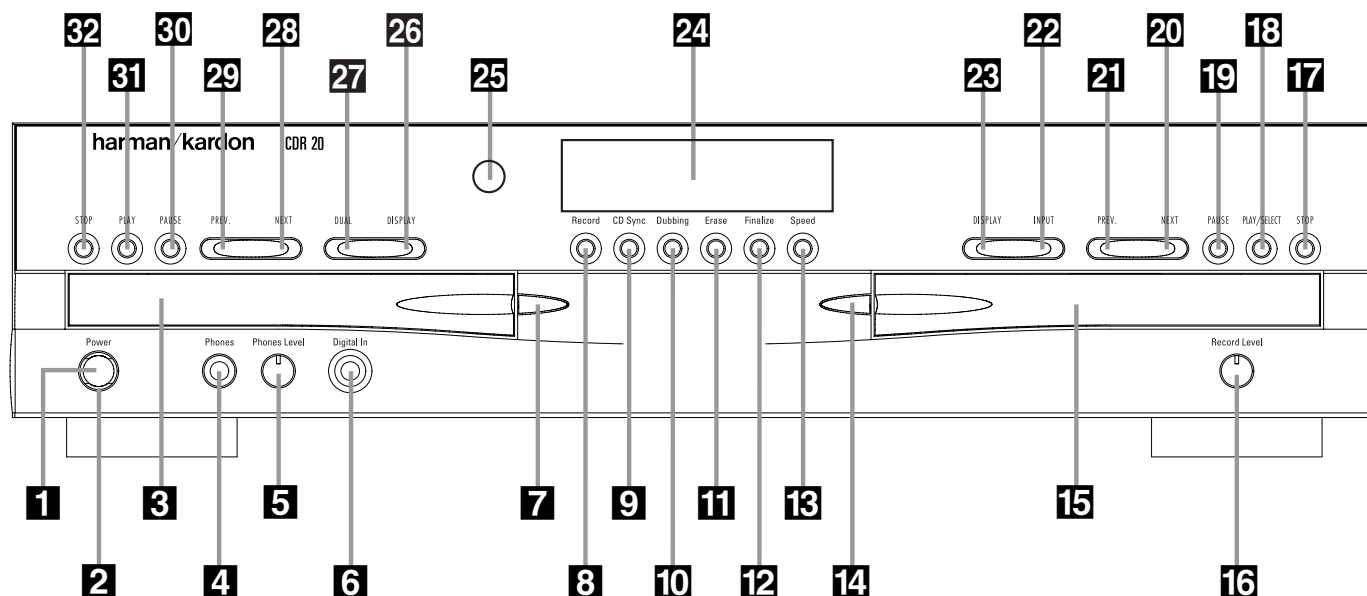 32 30 28 26 24 22 20 18
31 29 27 25 23 21 19 17
harman/kardon CDR 20
STOP PLAY PAUSE PREV. NEXT DUAL DISPLAY Record CD Sync Dubbing Erase Finalize Speed DISPLAY INPUT PREV. NEXT PAUSE PLAY/SELECT STOP
Power Phones Phones Level Digital In Record Level
1 3 5 7 9 11 13 15
2 4 6 8 10 12 14 16